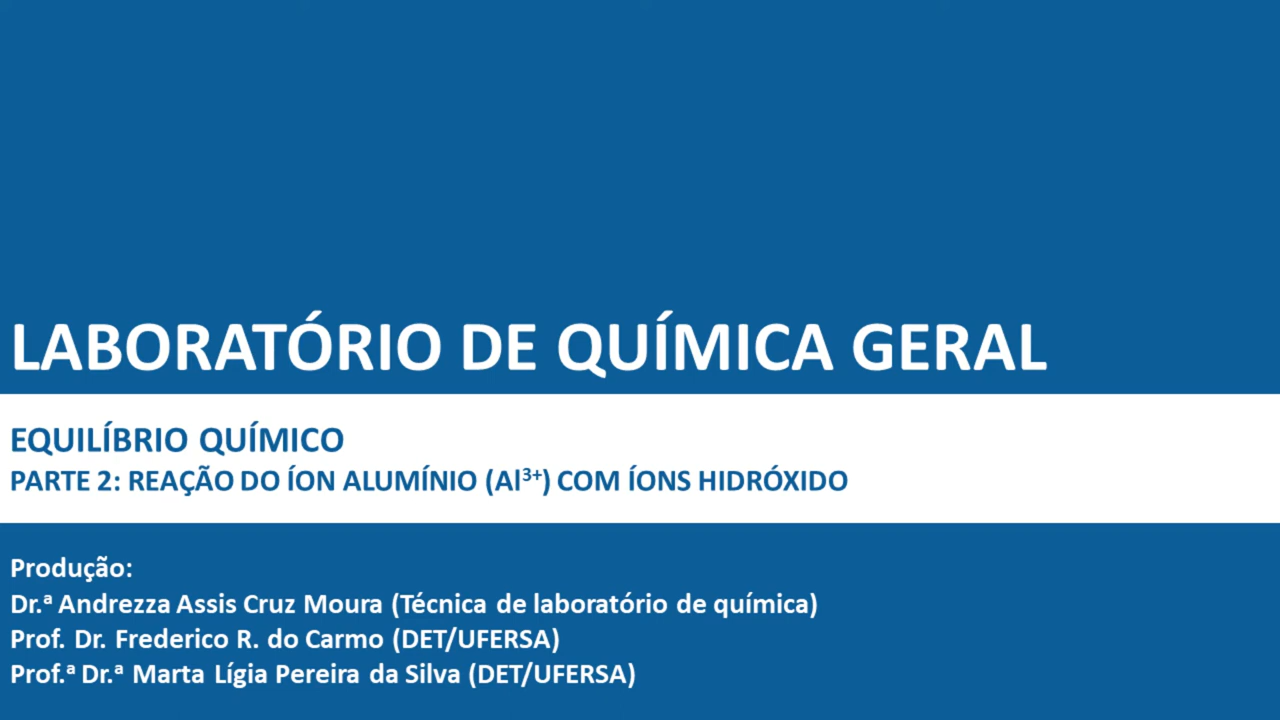 LABORATÓRIO DE QUÍMICA GERAL
EQUILÍBRIO QUÍMICO
PARTE 2: REAÇÃO DO ÍON ALUMÍNIO (Al³⁺) COM ÍONS HIDRÓXIDO
Produção:
Dr.ª Andrezza Assis Cruz Moura (Técnica de laboratório de química)
Prof. Dr. Frederico R. do Carmo (DET/UFERSA)
Prof.ª Dr.ª Marta Lígia Pereira da Silva (DET/UFERSA)